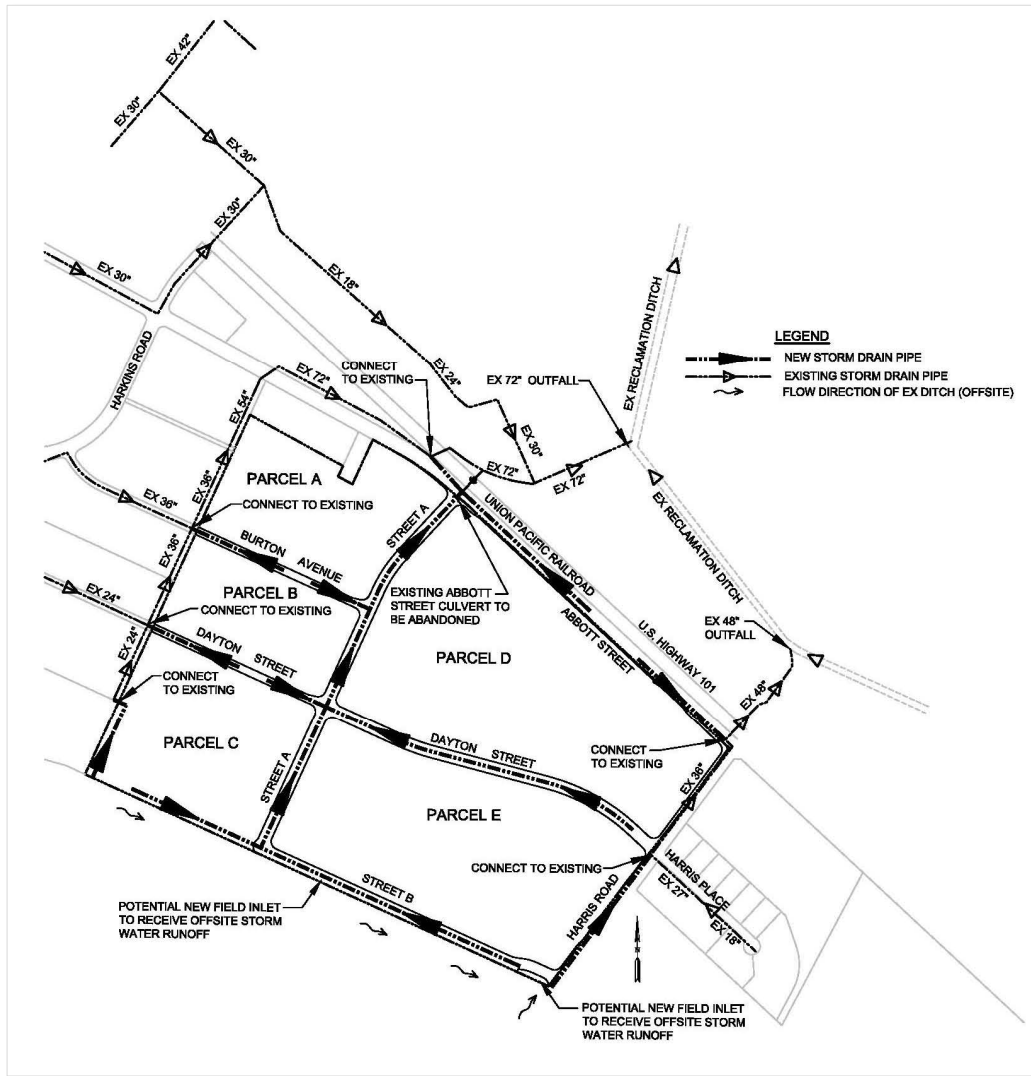 EX 42"
EX 30"
EX 30"
EX 30"
EX 30"
EX 18"
HARKINS ROAD
EX 72"
CONNECT
TO EXISTING
EX 24"
EX 72" OUTFALL
EX RECLAMATION DITCH
LEGEND
NEW STORM DRAIN PIPE
EXISTING STORM DRAIN PIPE
FLOW DIRECTION OF EX DITCH (OFFSITE)
EX 54"
EX 30"
EX 72"
EX 72"
PARCEL A
EX 36"
EX 36"
CONNECT TO EXISTING
STREET A
UNION PACIFIC RAILROAD
EX RECLAMATION DITCH
BURTON AVENUE
EX 36"
PARCEL B
EXISTING ABBOTT
STREET CULVERT TO
BE ABANDONED
ABBOTT STREET
U.S. HIGHWAY 101
EX 48"
OUTFALL
EX 24"
CONNECT TO EXISTING
DAYTON STREET
EX 24"
PARCEL D
CONNECT
TO EXISTING
EX 48"
PARCEL C
DAYTON STREET
CONNECT
TO EXISTING
STREET A
EX 36"
PARCEL E
CONNECT TO EXISTING
HARRIS PLACE
EX 27"
EX 18"
STREET B
HARRIS ROAD
POTENTIAL NEW FIELD INLET
TO RECEIVE OFFSITE STORM
WATER RUNOFF
POTENTIAL NEW FIELD INLET
TO RECEIVE OFFSITE STORM
WATER RUNOFF